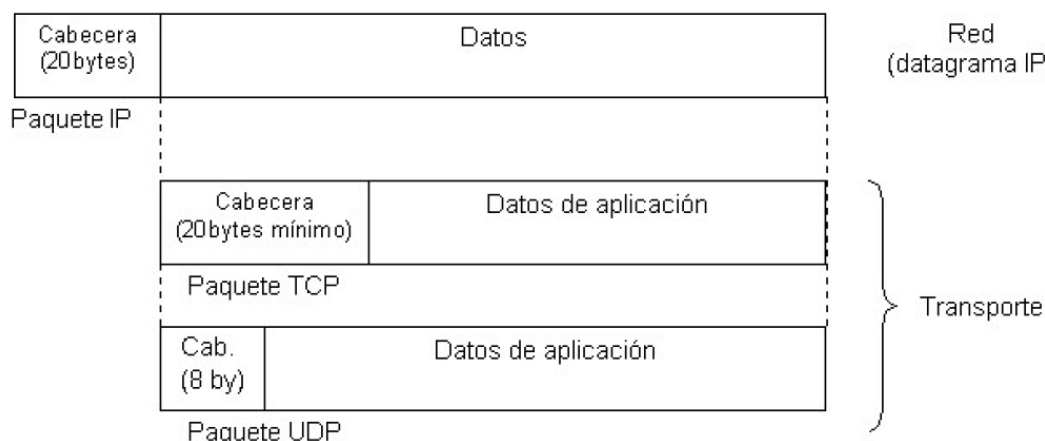 Cabecera
(20bytes)
Datos
Red
(datagrama IP
Paquete IP
Cabecera
(20bytes mínimo)
Datos de aplicación
Paquete TCP
Transporte
Cab.
(8 by)
Datos de aplicación
Paquete UDP